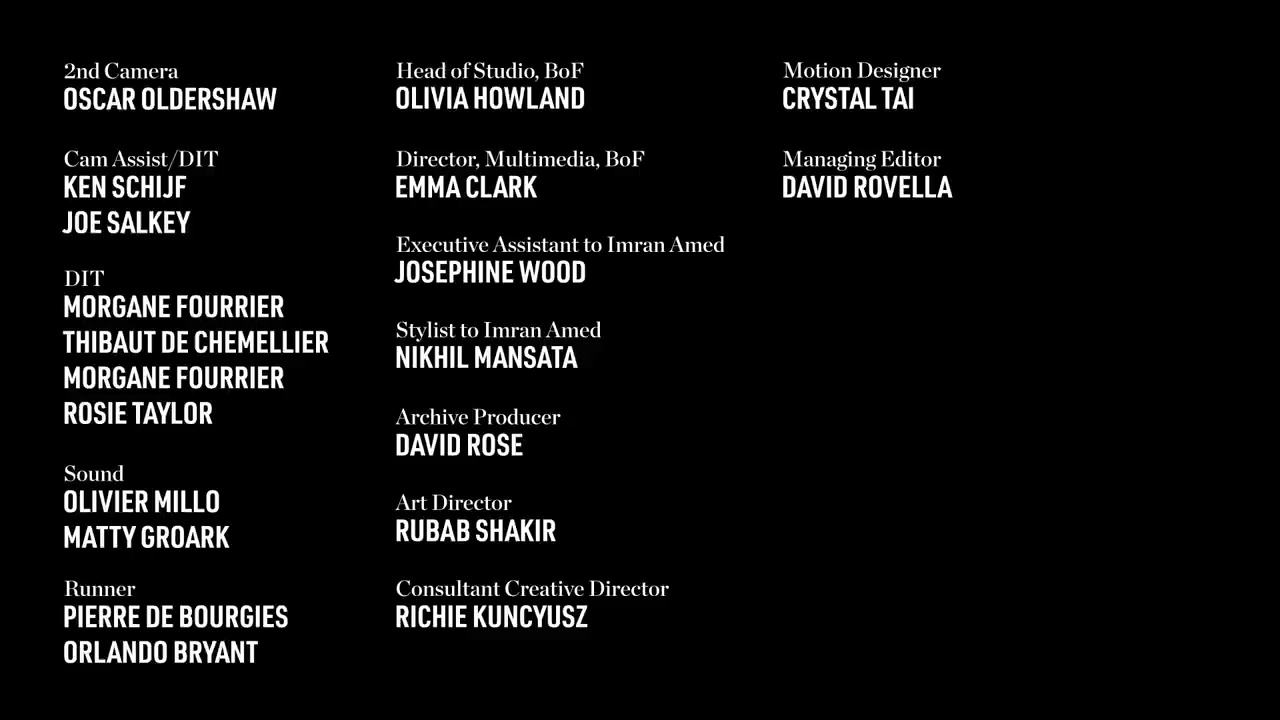 2nd Camera
OSCAR OLDERSHAW
Cam Assist/DIT
KEN SCHIJF
JOE SALKEY
DIT
MORGANE FOURRIER
THIBAUT DE CHEMELLIER
MORGANE FOURRIER
ROSIE TAYLOR
Sound
OLIVIER MILLO
MATTY GROARK
Runner
PIERRE DE BOURGIES
ORLANDO BRYANT
Head of Studio, BoF
OLIVIA HOWLAND
Director, Multimedia, BoF
EMMA CLARK
Executive Assistant to Imran Amed
JOSEPHINE WOOD
Stylist to Imran Amed
NIKHIL MANSATA
Archive Producer
DAVID ROSE
Art Director
RUBAB SHAKIR
Consultant Creative Director
RICHIE KUNCYUSZ
Motion Designer
CRYSTAL TAI
Managing Editor
DAVID ROVELLA